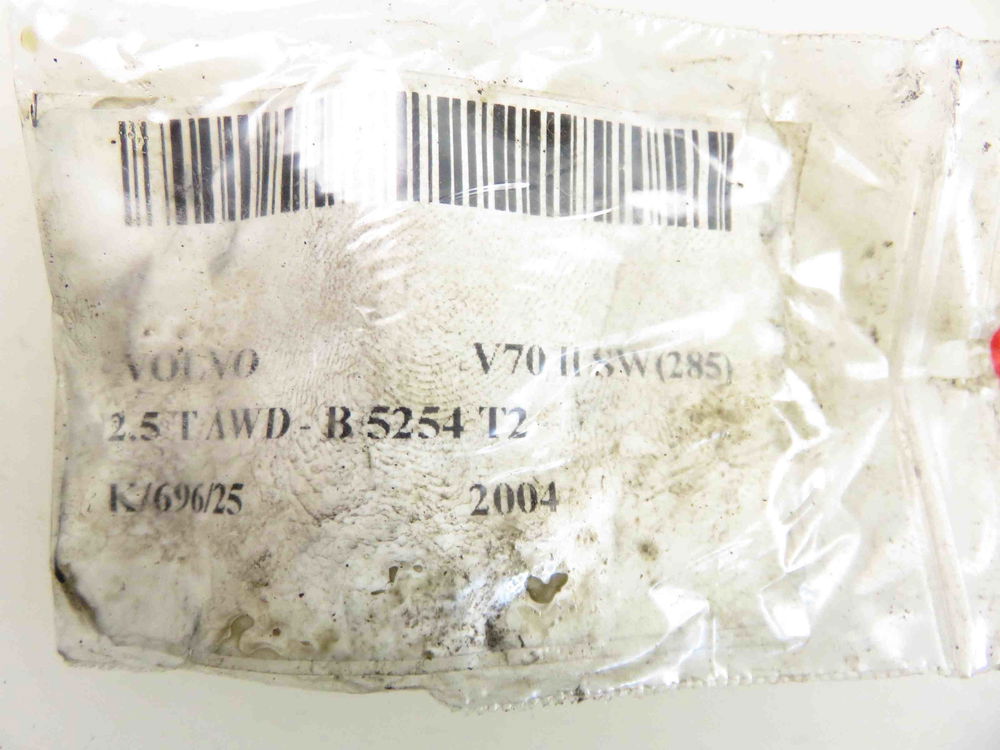 VOLVO V70 II SW(285)
2.5 T AWD - B 5254 T2
K/696/25 2004